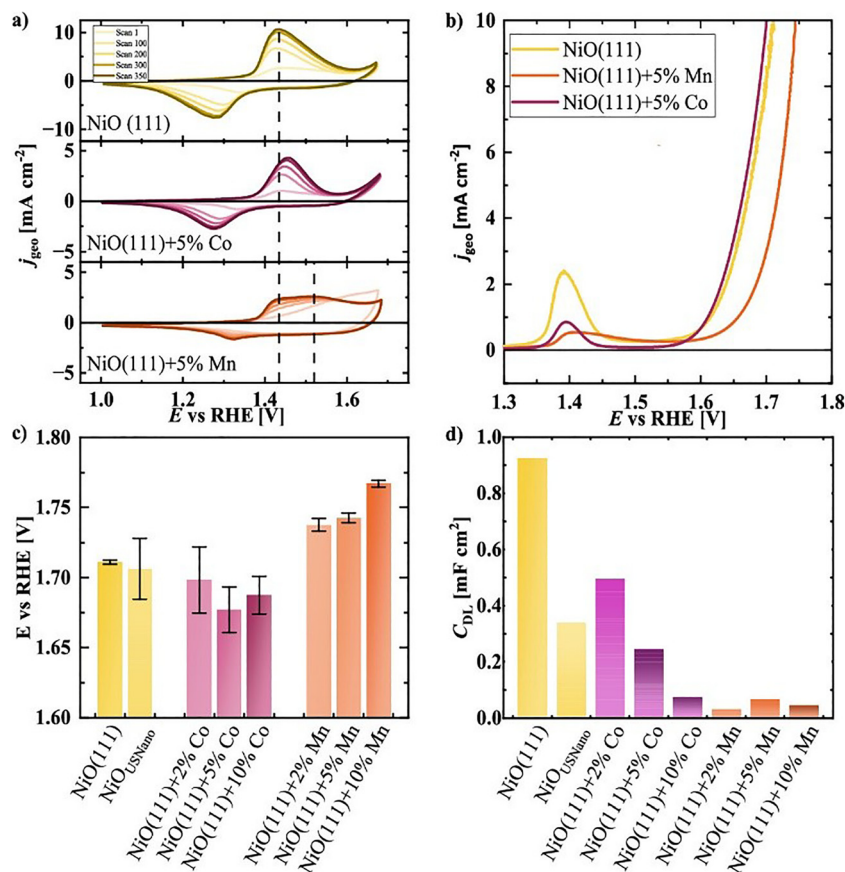 a)
Scan 1
Scan 100
Scan 200
Scan 300
Scan 350
10
5
0
−5
−10
NiO (111)
5
0
−5
NiO(111)+5% Co
5
0
−5
NiO(111)+5% Mn
jgeo [mA cm-2]
1.0 1.2 1.4 1.6
E vs RHE [V]
b)
NiO(111)
NiO(111)+5% Mn
NiO(111)+5% Co
10
8
6
4
2
0
jgeo [mA cm-2]
1.3 1.4 1.5 1.6 1.7 1.8
E vs RHE [V]
c)
1.80
1.75
1.70
1.65
1.60
E vs RHE [V]
NiO(111)
NiOUSNano
NiO(111)+2% Co
NiO(111)+5% Co
NiO(111)+10% Co
NiO(111)+2% Mn
NiO(111)+5% Mn
NiO(111)+10% Mn
d)
1.0
0.8
0.6
0.4
0.2
0.0
CDL [mF cm2]
NiO(111)
NiOUSNano
NiO(111)+2% Co
NiO(111)+5% Co
NiO(111)+10% Co
NiO(111)+2% Mn
NiO(111)+5% Mn
NiO(111)+10% Mn